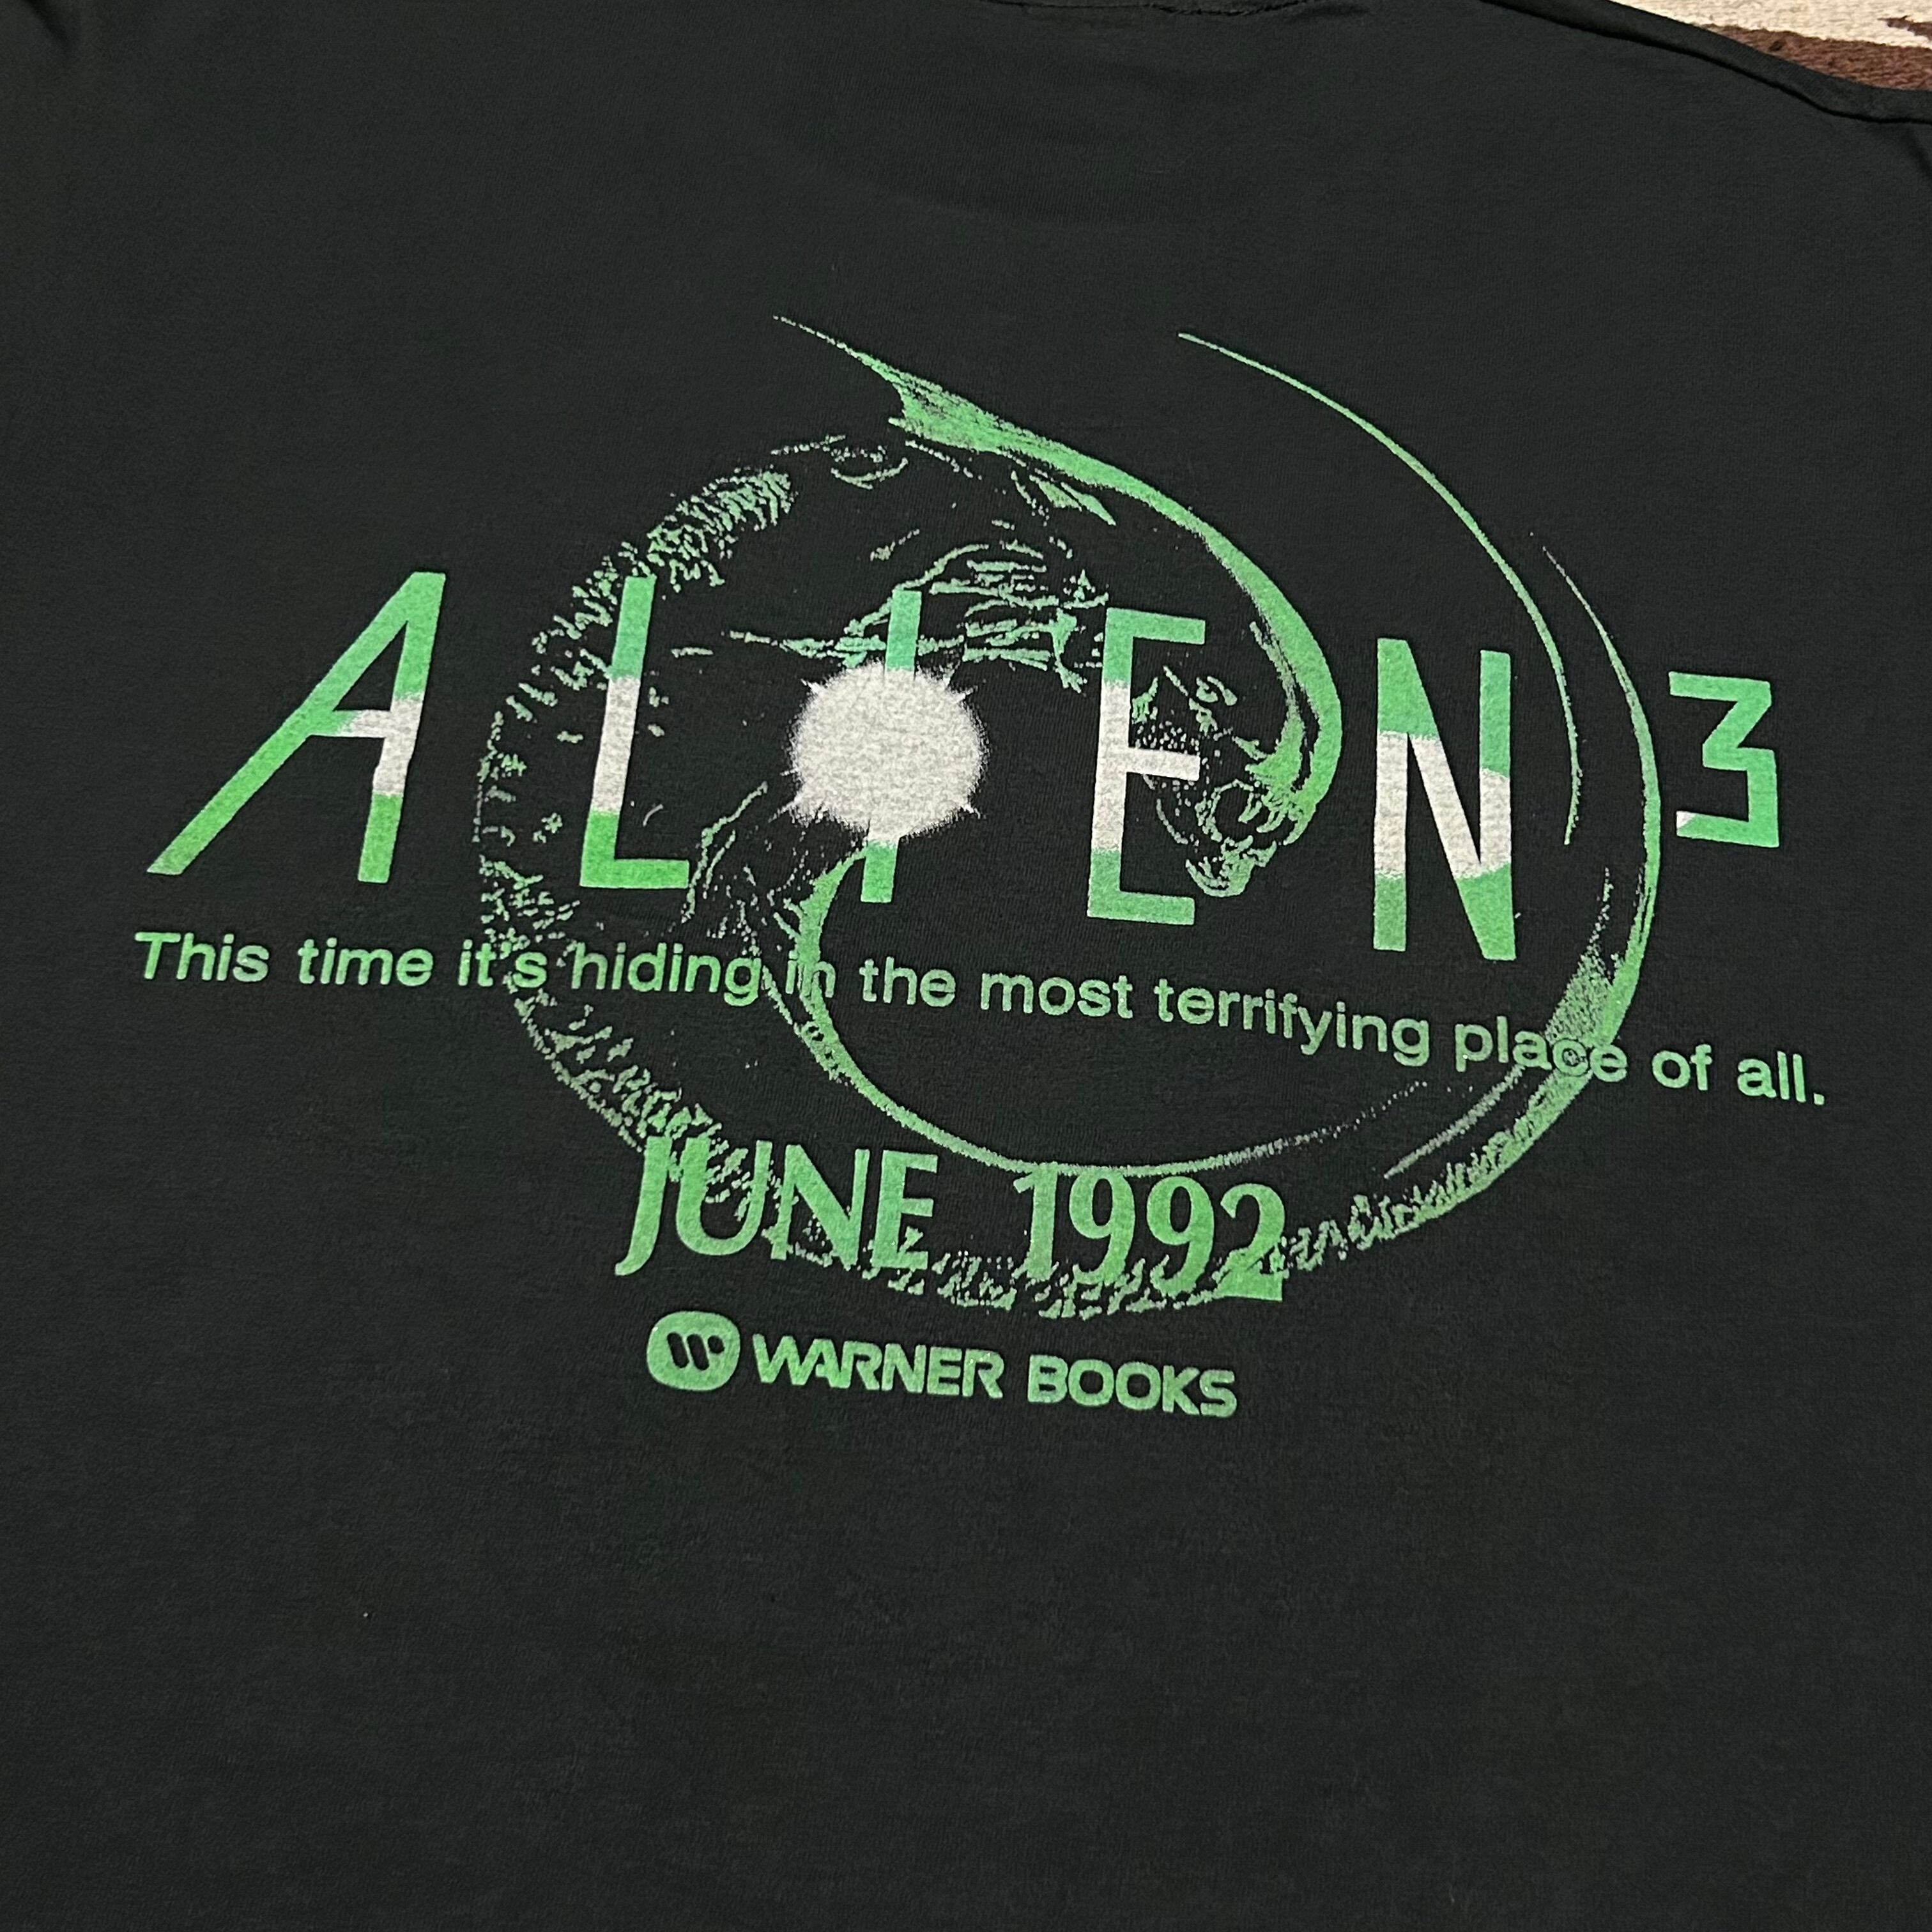 ALIEN³
This time it's hiding in the most terrifying place of all.
JUNE 1992
WARNER BOOKS